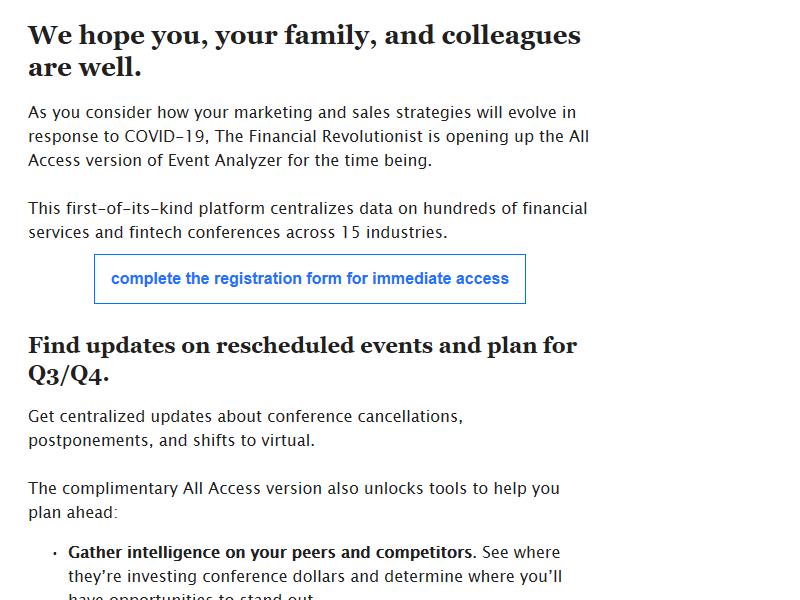 We hope you, your family, and colleagues
are well.
As you consider how your marketing and sales strategies will evolve in
response to COVID-19, The Financial Revolutionist is opening up the All
Access version of Event Analyzer for the time being.
This first-of-its-kind platform centralizes data on hundreds of financial
services and fintech conferences across 15 industries.
complete the registration form for immediate access
Find updates on rescheduled events and plan for
Q3/Q4.
Get centralized updates about conference cancellations,
postponements, and shifts to virtual.
The complimentary All Access version also unlocks tools to help you
plan ahead:
• Gather intelligence on your peers and competitors. See where
they’re investing conference dollars and determine where you’ll
have opportunities to stand out.